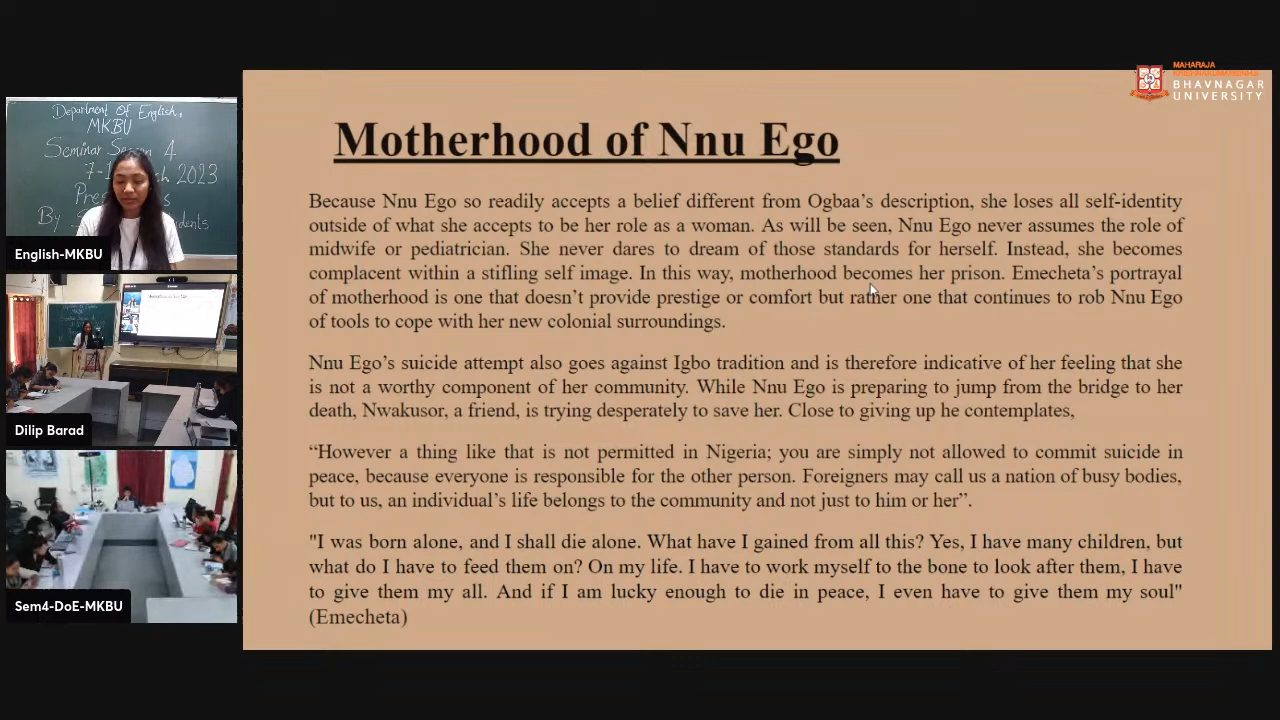 MAHARAJA
BHAVNAGAR
UNIVERSITY
Department Of English,
MKBU
Seminar
4
7-
2023
By
English-MKBU
Dilip Barad
Sem4-DoE-MKBU
Motherhood of Nnu Ego
Because Nnu Ego so readily accepts a belief different from Ogbaa’s description, she loses all self-identity
outside of what she accepts to be her role as a woman. As will be seen, Nnu Ego never assumes the role of
midwife or pediatrician. She never dares to dream of those standards for herself. Instead, she becomes
complacent within a stifling self image. In this way, motherhood becomes her prison. Emecheta’s portrayal
of motherhood is one that doesn’t provide prestige or comfort but rather one that continues to rob Nnu Ego
of tools to cope with her new colonial surroundings.
Nnu Ego’s suicide attempt also goes against Igbo tradition and is therefore indicative of her feeling that she
is not a worthy component of her community. While Nnu Ego is preparing to jump from the bridge to her
death, Nwakusor, a friend, is trying desperately to save her. Close to giving up he contemplates,
“However a thing like that is not permitted in Nigeria; you are simply not allowed to commit suicide in
peace, because everyone is responsible for the other person. Foreigners may call us a nation of busy bodies,
but to us, an individual’s life belongs to the community and not just to him or her”.
"I was born alone, and I shall die alone. What have I gained from all this? Yes, I have many children, but
what do I have to feed them on? On my life. I have to work myself to the bone to look after them, I have
to give them my all. And if I am lucky enough to die in peace, I even have to give them my soul"
(Emecheta)